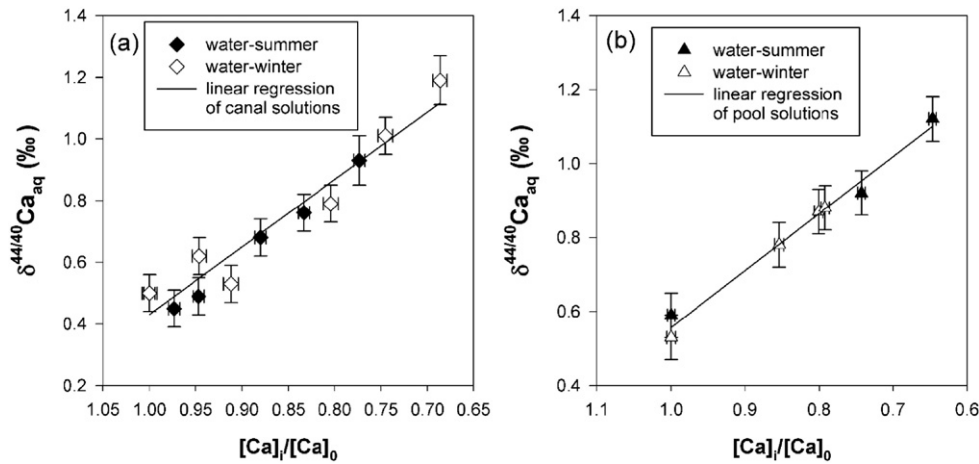 (a)
water-summer
water-winter
linear regression
of canal solutions
δ44/40Caaq (‰)
1.4
1.2
1.0
0.8
0.6
0.4
0.2
1.05 1.00 0.95 0.90 0.85 0.80 0.75 0.70 0.65
[Ca]i/[Ca]0
(b)
water-summer
water-winter
linear regression
of pool solutions
δ44/40Caaq (‰)
1.4
1.2
1.0
0.8
0.6
0.4
1.1 1.0 0.9 0.8 0.7 0.6
[Ca]i/[Ca]0